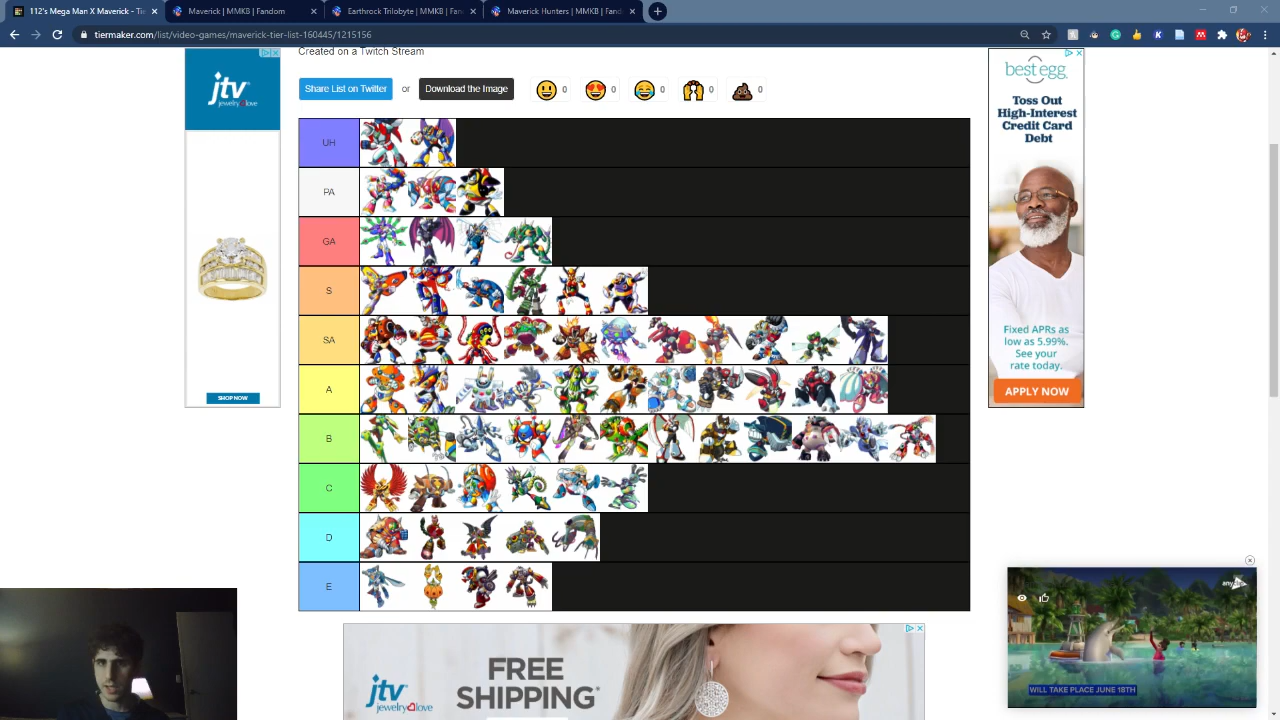 112's Mega Man X Maverick - Ti
Maverick | MMKB | Fandom
Earthrock Trilobyte | MMKB | Fan
Maverick Hunters | MMKB | Fand
tiermaker.com/list/video-games/maverick-tier-list-160445/1215156
Created on a Twitch Stream
Share List on Twitter
or
Download the Image
0
0
0
0
0
UH
PA
GA
S
SA
A
B
C
D
E
jtv
jewelry love
SHOP NOW
best egg
Toss Out
High-Interest
Credit Card
Debt
Fixed APRs as
low as 5.99%.
See your
rate today.
APPLY NOW
jtv
jewelry love
FREE
SHIPPING*
WILL TAKE PLACE JUNE 18TH